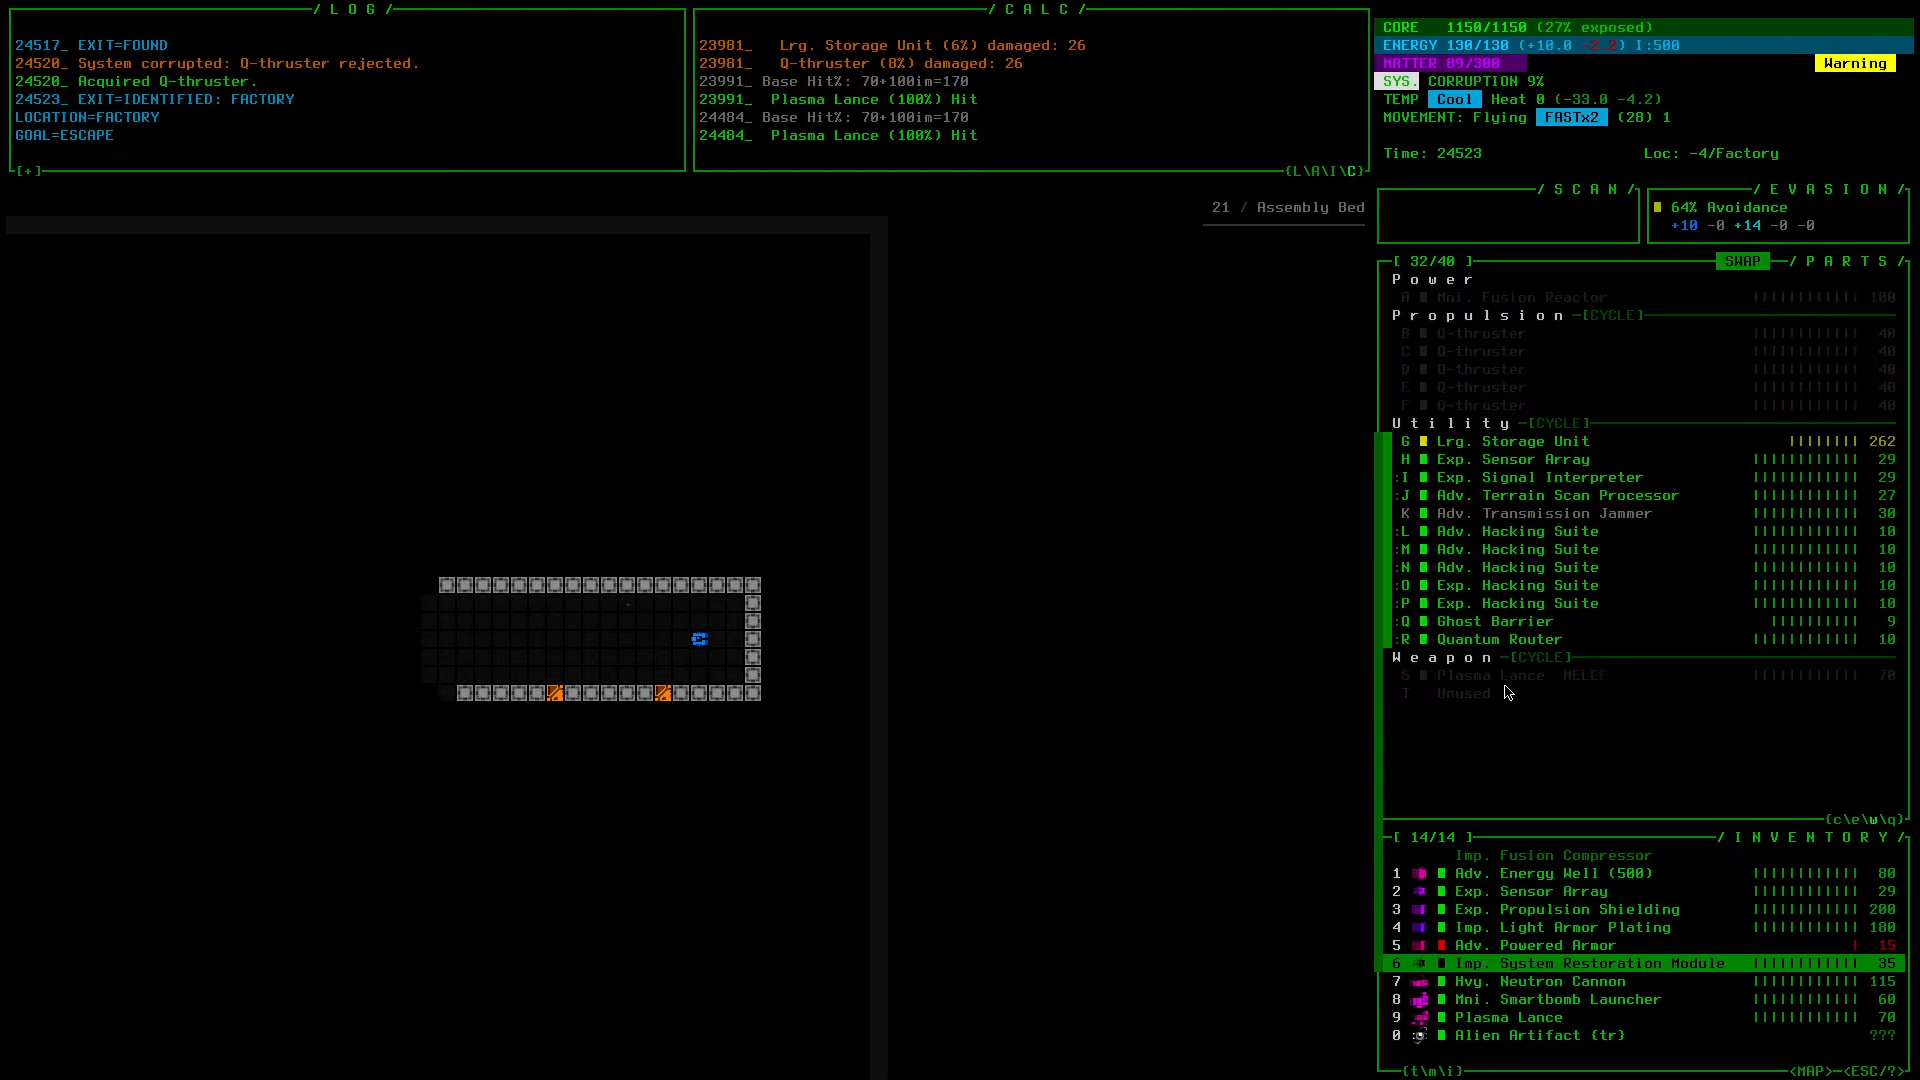 / L O G /
24517_ EXIT=FOUND
24520_ System corrupted: Q-thruster rejected.
24520_ Acquired Q-thruster.
24523_ EXIT=IDENTIFIED: FACTORY
LOCATION=FACTORY
GOAL=ESCAPE
[+]
/ C A L C /
23981_ Lrg. Storage Unit (6%) damaged: 26
23981_ Q-thruster (8%) damaged: 26
23991_ Base Hit%: 70+100im=170
23991_ Plasma Lance (100%) Hit
24484_ Base Hit%: 70+100im=170
24484_ Plasma Lance (100%) Hit
{L\A\I\C}
CORE 1150/1150 (27% exposed)
ENERGY 130/130 (+10.0 -2.2) I:500
MATTER 89/300
Warning
SYS. CORRUPTION 9%
TEMP Cool Heat 0 (-33.0 -4.2)
MOVEMENT: Flying FASTx2 (28) 1
Time: 24523 Loc: -4/Factory
/ S C A N /
/ E V A S I O N /
64% Avoidance
+10 -0 +14 -0 -0
21 / Assembly Bed
[ 32/40 ] SWAP / P A R T S /
P o w e r
A Mni. Fusion Reactor 100
P r o p u l s i o n [CYCLE]
B Q-thruster 40
C Q-thruster 40
D Q-thruster 40
E Q-thruster 40
F Q-thruster 40
U t i l i t y [CYCLE]
G Lrg. Storage Unit 262
H Exp. Sensor Array 29
:I Exp. Signal Interpreter 29
:J Adv. Terrain Scan Processor 27
K Adv. Transmission Jammer 30
:L Adv. Hacking Suite 10
:M Adv. Hacking Suite 10
:N Adv. Hacking Suite 10
:O Exp. Hacking Suite 10
:P Exp. Hacking Suite 10
:Q Ghost Barrier 9
:R Quantum Router 10
W e a p o n [CYCLE]
S Plasma Lance MELEE 70
T Unused
{c\e\w\q}
[ 14/14 ] / I N V E N T O R Y /
Imp. Fusion Compressor
1 Adv. Energy Well (500) 80
2 Exp. Sensor Array 29
3 Exp. Propulsion Shielding 200
4 Imp. Light Armor Plating 180
5 Adv. Powered Armor 15
6 Imp. System Restoration Module 35
7 Hvy. Neutron Cannon 115
8 Mni. Smartbomb Launcher 60
9 Plasma Lance 70
0 Alien Artifact {tr} ???
{t\m\i} <MAP> <ESC/?>